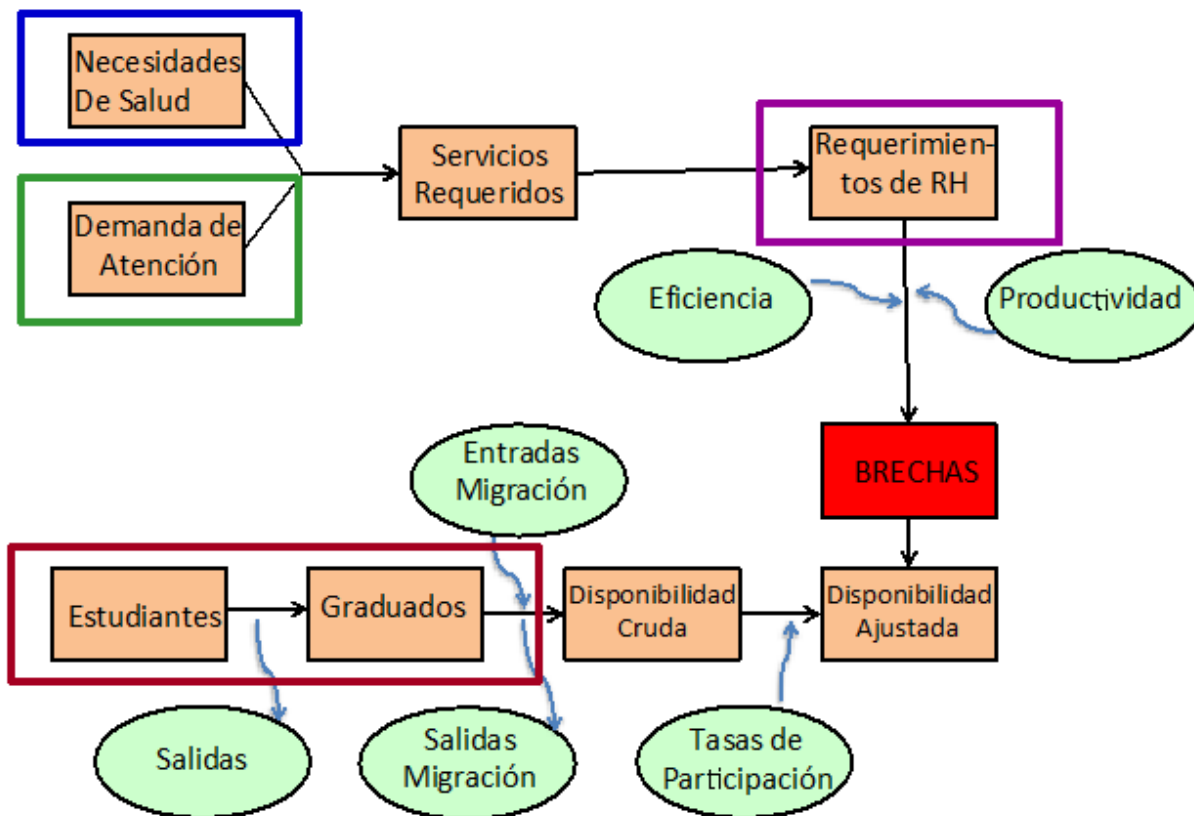 Necesidades
De Salud
Servicios
Requeridos
Requerimien-
tos de RH
Demanda de
Atención
Eficiencia
Productividad
Entradas
Migración
BRECHAS
Estudiantes
Graduados
Disponibilidad
Cruda
Disponibilidad
Ajustada
Salidas
Salidas
Migración
Tasas de
Participación